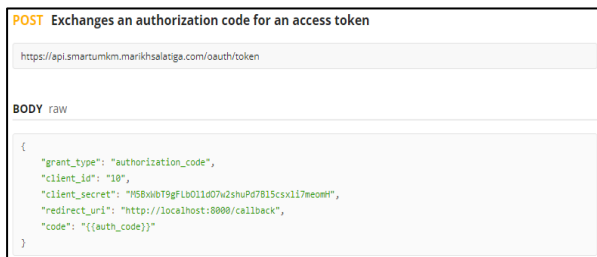 POST Exchanges an authorization code for an access token
https://api.smartumkm.marikhsalatiga.com/oauth/token
BODY raw
{
"grant_type": "authorization_code",
"client_id": "10",
"client_secret":
"redirect_uri": "http://localhost:8000/callback",
"code": "{{auth_code}}"
}